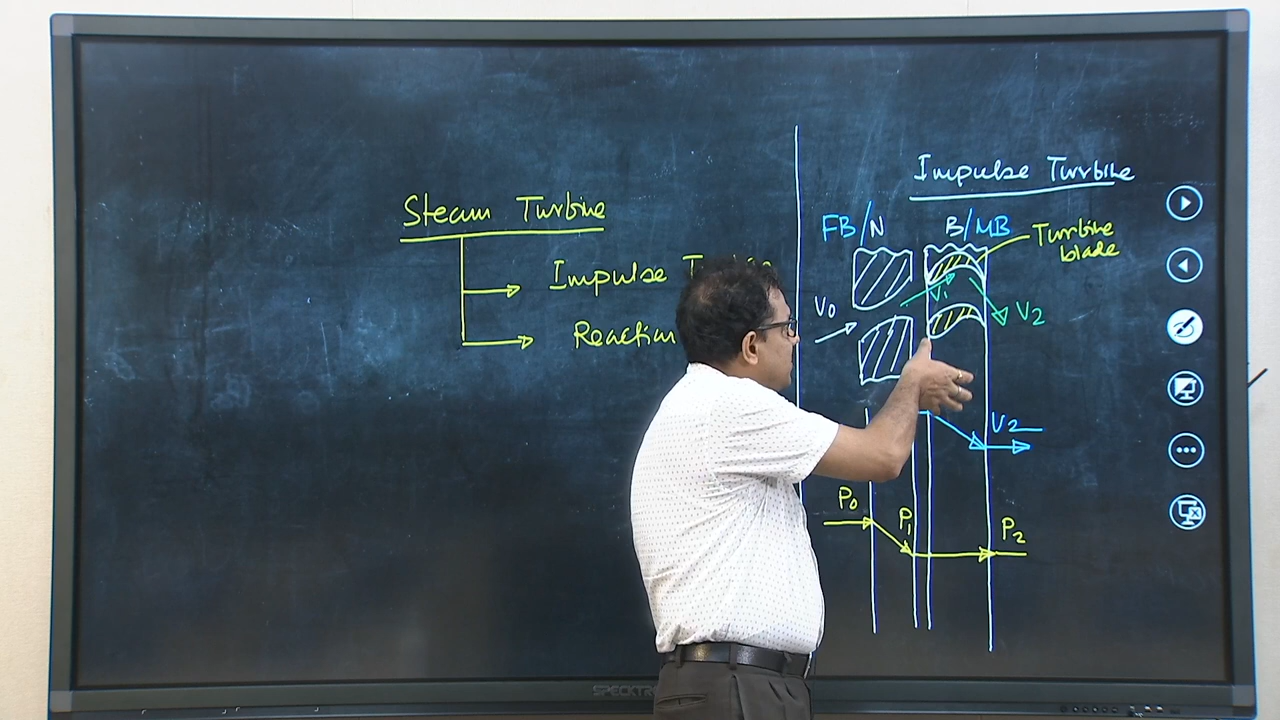 Steam Turbine
Impulse
Reaction
Impulse Turbine
FB/N
B/MB
Turbine
blade
V0
V1
V2
V2
P0
P1
P2